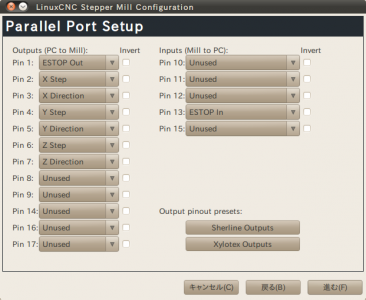 LinuxCNC Stepper Mill Configuration
Parallel Port Setup
Outputs (PC to Mill): Invert Inputs (Mill to PC): Invert
Pin 1: ESTOP Out Pin 10: Unused
Pin 2: X Step Pin 11: Unused
Pin 3: X Direction Pin 12: Unused
Pin 4: Y Step Pin 13: ESTOP In
Pin 5: Y Direction Pin 15: Unused
Pin 6: Z Step
Pin 7: Z Direction
Pin 8: Unused
Pin 9: Unused
Pin 14: Unused Output pinout presets:
Pin 16: Unused Sherline Outputs
Pin 17: Unused Xylotex Outputs
キャンセル(C) 戻る(B) 進む(F)